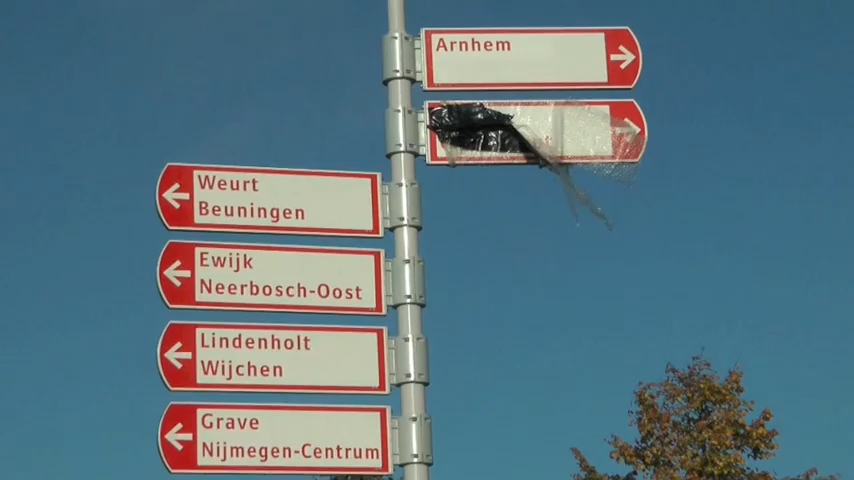 Arnhem
Weurt
Beuningen
Ewijk
Neerbosch-Oost
Lindenholt
Wijchen
Grave
Nijmegen-Centrum